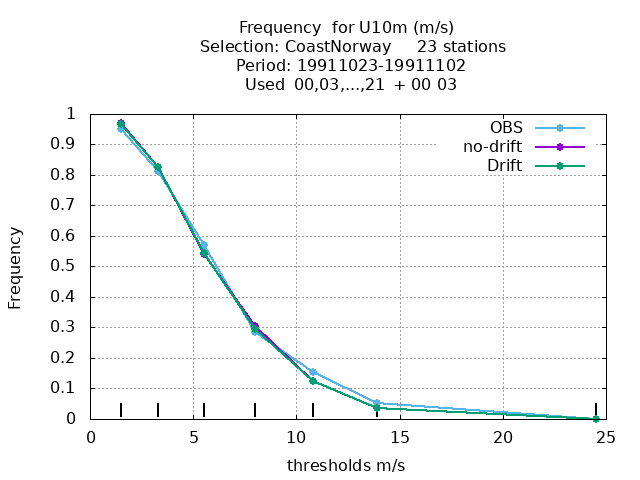 Frequency  for U10m (m/s)
Selection: CoastNorway     23 stations
Period: 19911023-19911102
Used  00,03,...,21  + 00 03
OBS
no-drift
Drift
1
0.9
0.8
0.7
0.6
0.5
0.4
0.3
0.2
0.1
0
Frequency
0 5 10 15 20 25
thresholds m/s